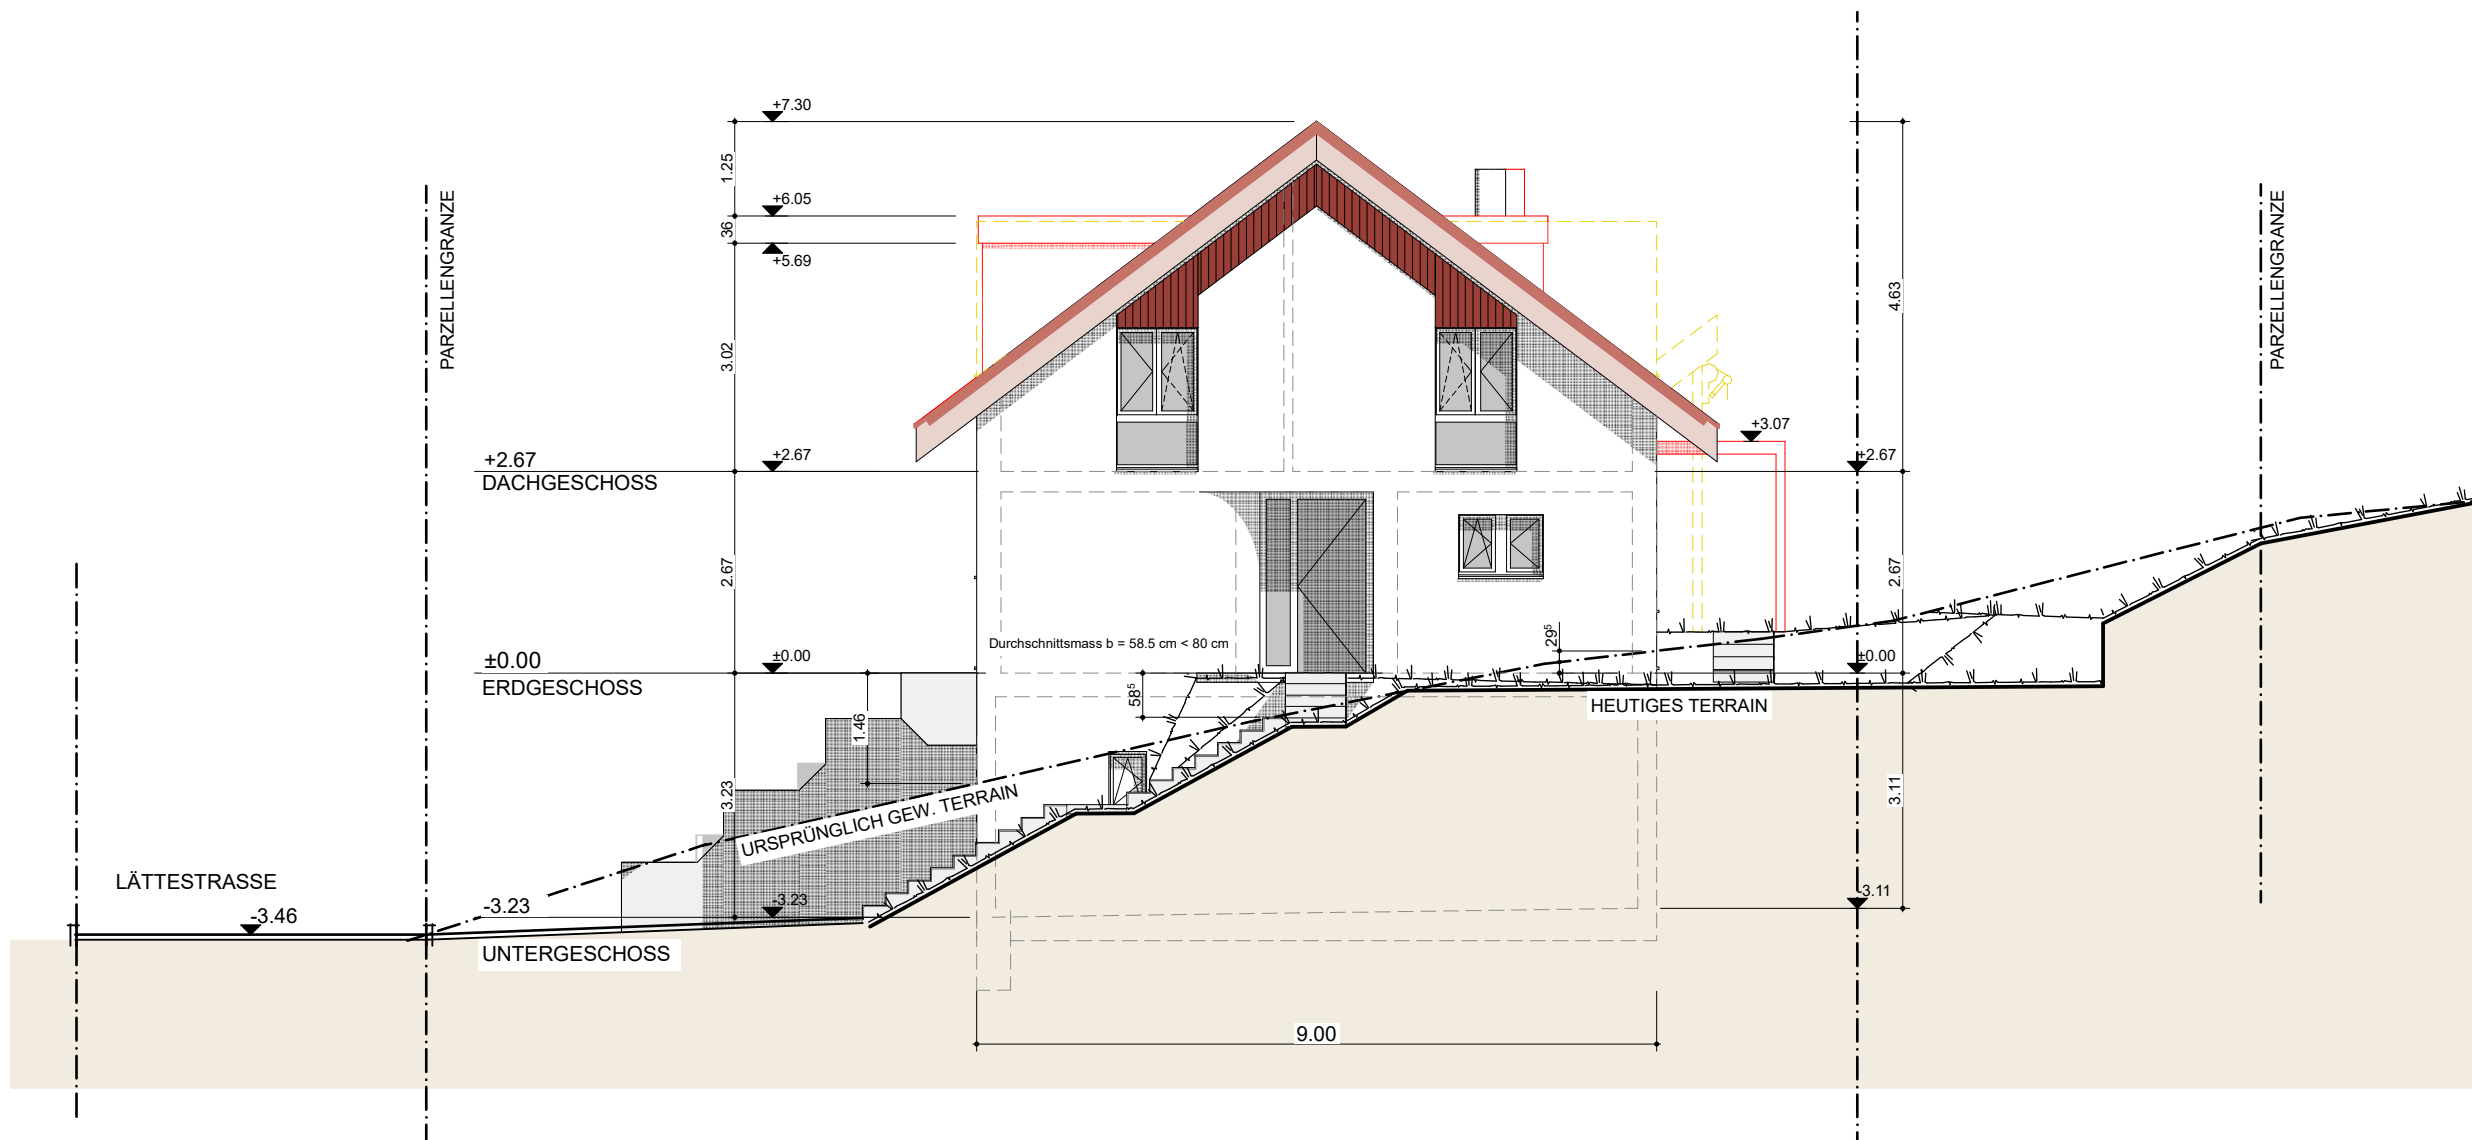 +7.30
1.25
+6.05
36
+5.69
PARZELLENGRANZE
PARZELLENGRANZE
4.63
3.02
+3.07
+2.67
DACHGESCHOSS
+2.67
+2.67
2.67
2.67
Durchschnittsmass b = 58.5 cm < 80 cm
29⁵
±0.00
ERDGESCHOSS
±0.00
±0.00
58⁵
HEUTIGES TERRAIN
1.46
3.23
3.11
URSPRÜNGLICH GEW. TERRAIN
LÄTTESTRASSE
-3.46
-3.23
-3.23
-3.11
UNTERGESCHOSS
9.00